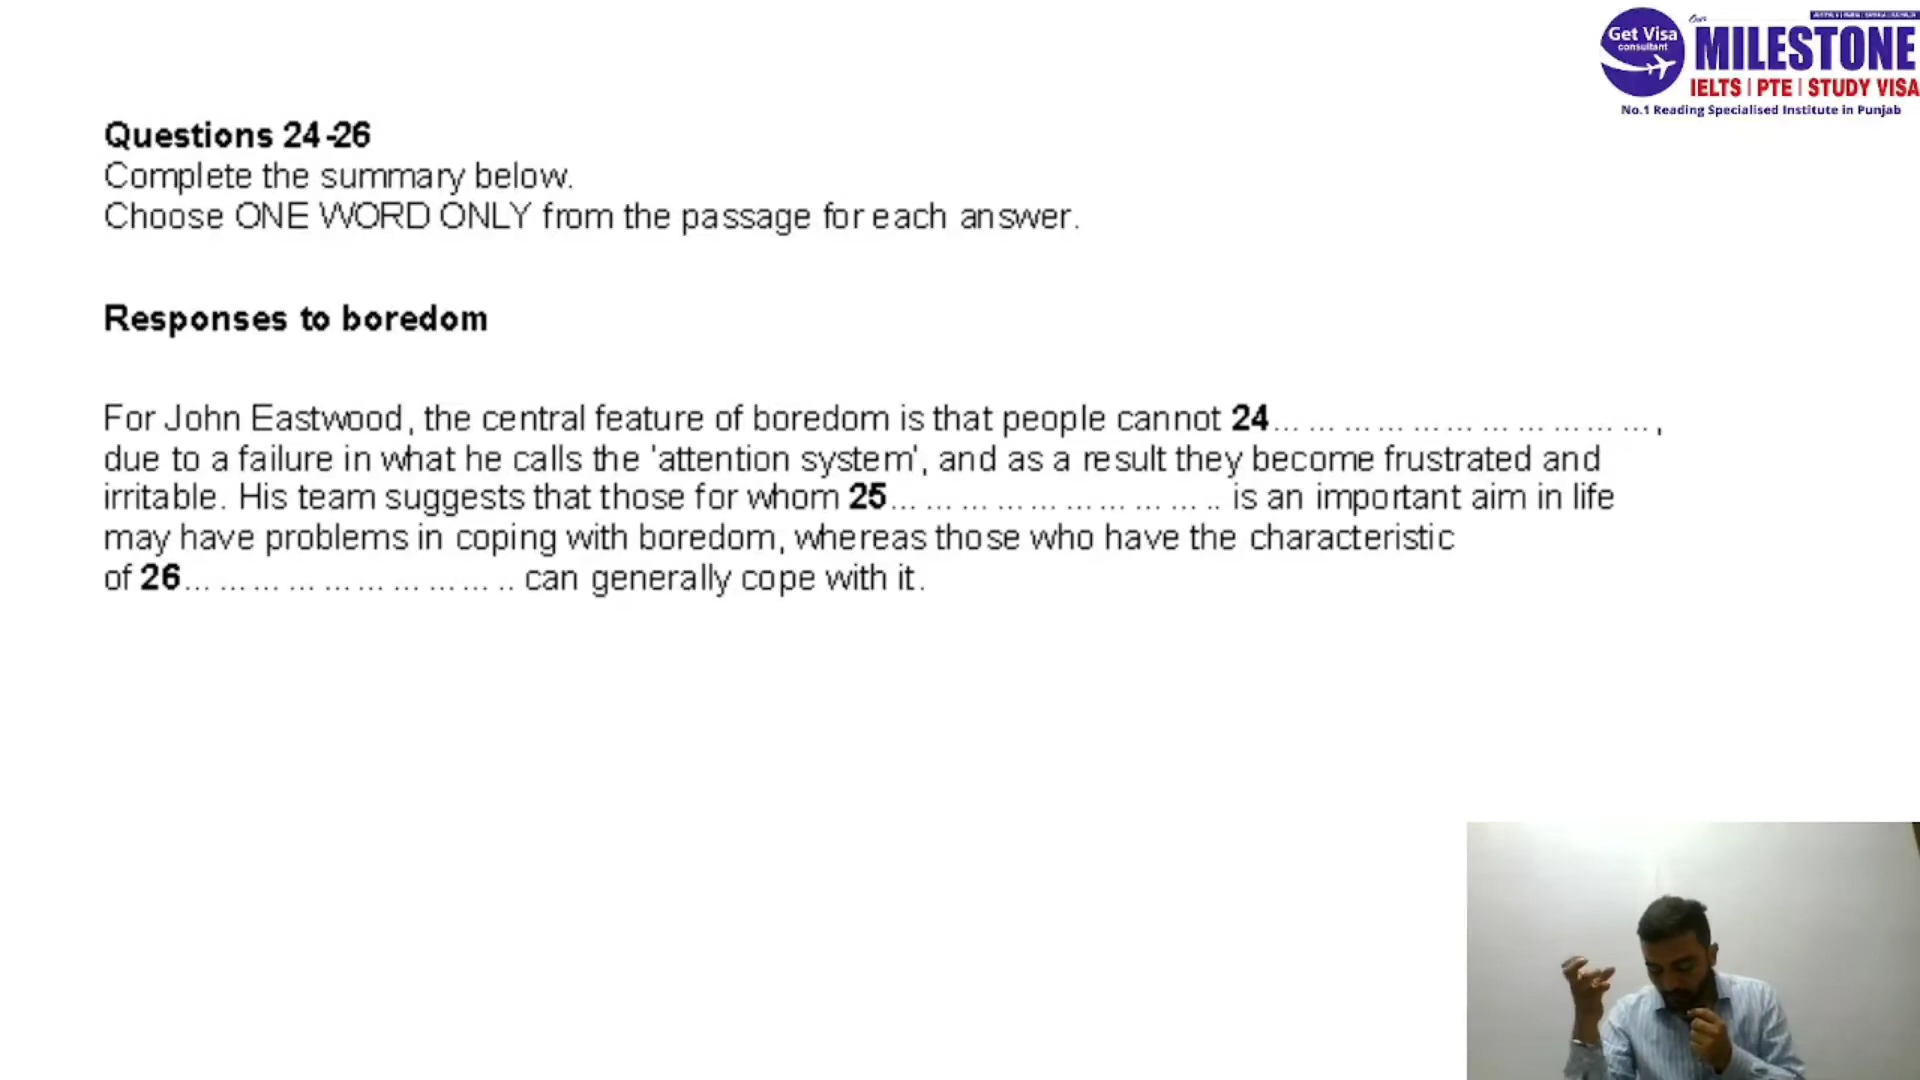 Get Visa
consultant
Our
MILESTONE
IELTS | PTE | STUDY VISA
No.1 Reading Specialised Institute in Punjab
Questions 24-26
Complete the summary below.
Choose ONE WORD ONLY from the passage for each answer.
Responses to boredom
For John Eastwood, the central feature of boredom is that people cannot 24... ... ... ... ... ... ... ... ... ... ...,
due to a failure in what he calls the 'attention system', and as a result they become frustrated and
irritable. His team suggests that those for whom 25... ... ... ... ... ... ... ... ... .. is an important aim in life
may have problems in coping with boredom, whereas those who have the characteristic
of 26... ... ... ... ... ... ... ... ... .. can generally cope with it.